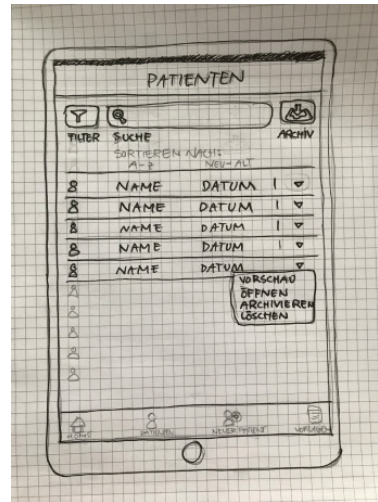 PATIENTEN
FILTER SUCHE ARCHIV
SORTIEREN NACH:
A-Z NEU-ALT
NAME DATUM
NAME DATUM
NAME DATUM
NAME DATUM
NAME DATUM
VORSCHAU
ÖFFNEN
ARCHIVIEREN
LÖSCHEN
HOME PATIENTEN NEUER PATIENT VORLAGEN